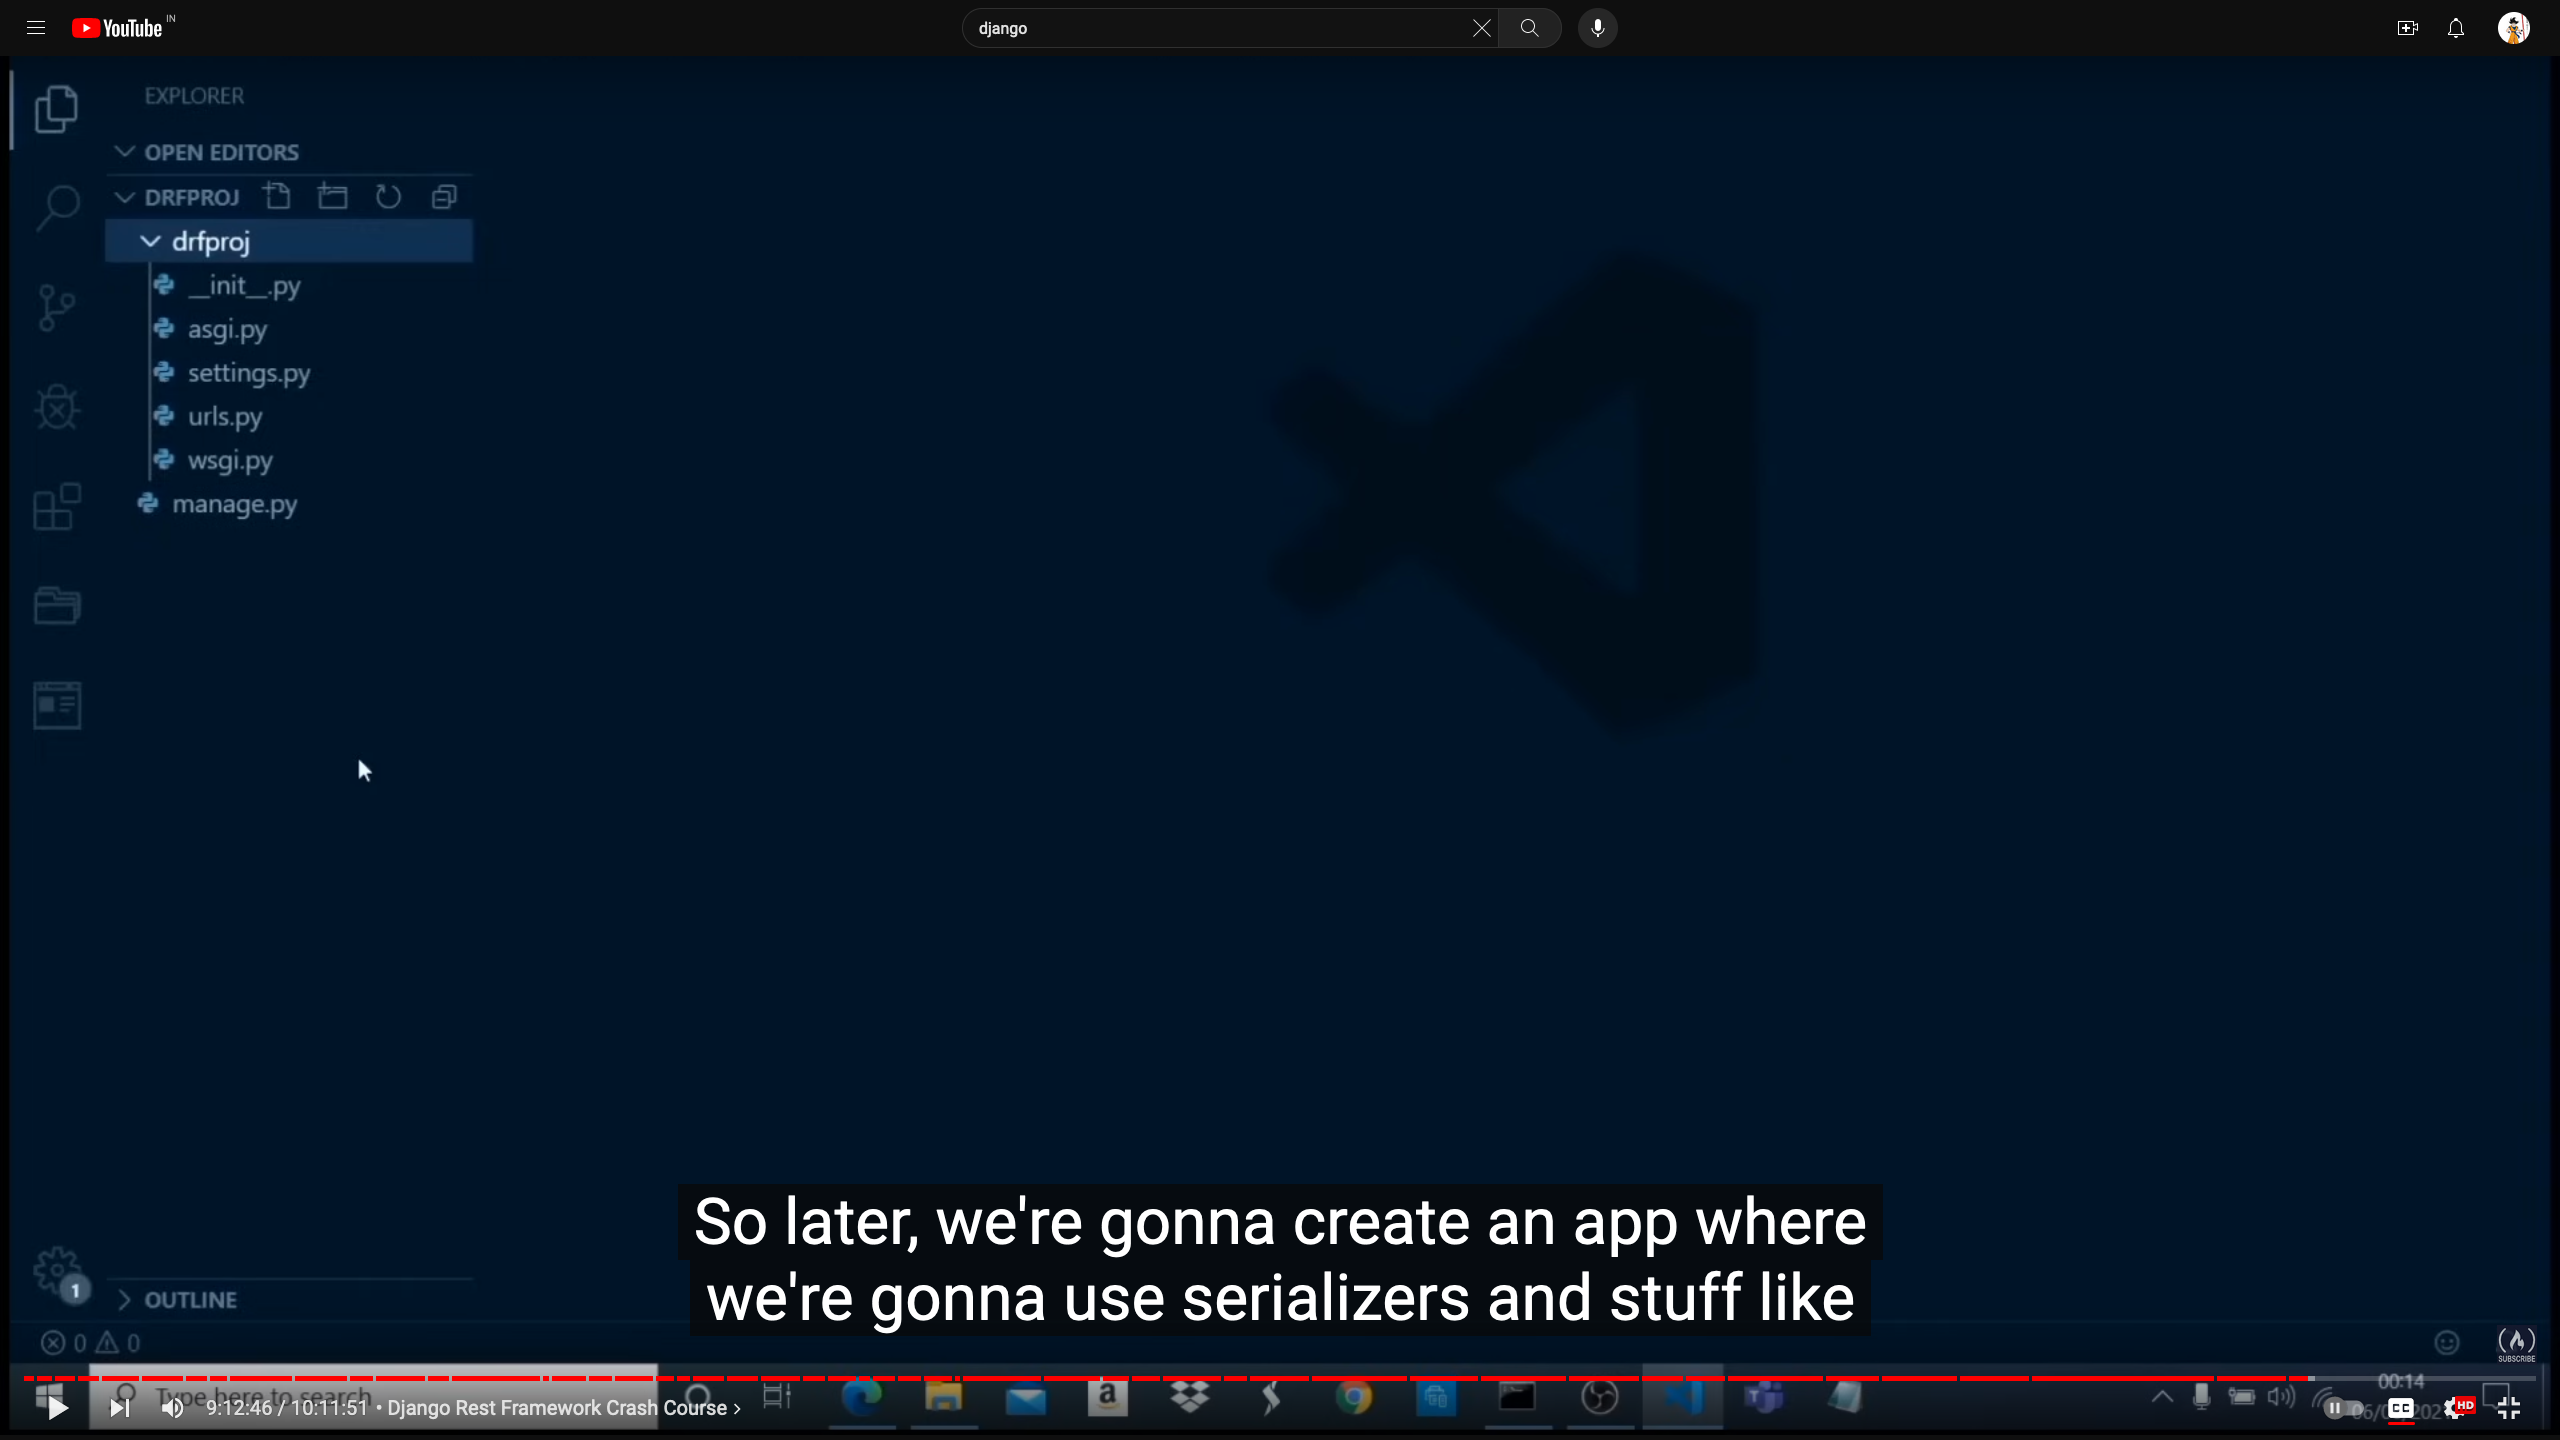 YouTube IN
django
EXPLORER
OPEN EDITORS
DRFPROJ
drfproj
__init__.py
asgi.py
settings.py
urls.py
wsgi.py
manage.py
So later, we're gonna create an app where
we're gonna use serializers and stuff like
1
OUTLINE
0 0
SUBSCRIBE
Type here to search
00:14
9:12:46 / 10:11:51 • Django Rest Framework Crash Course
CC
HD